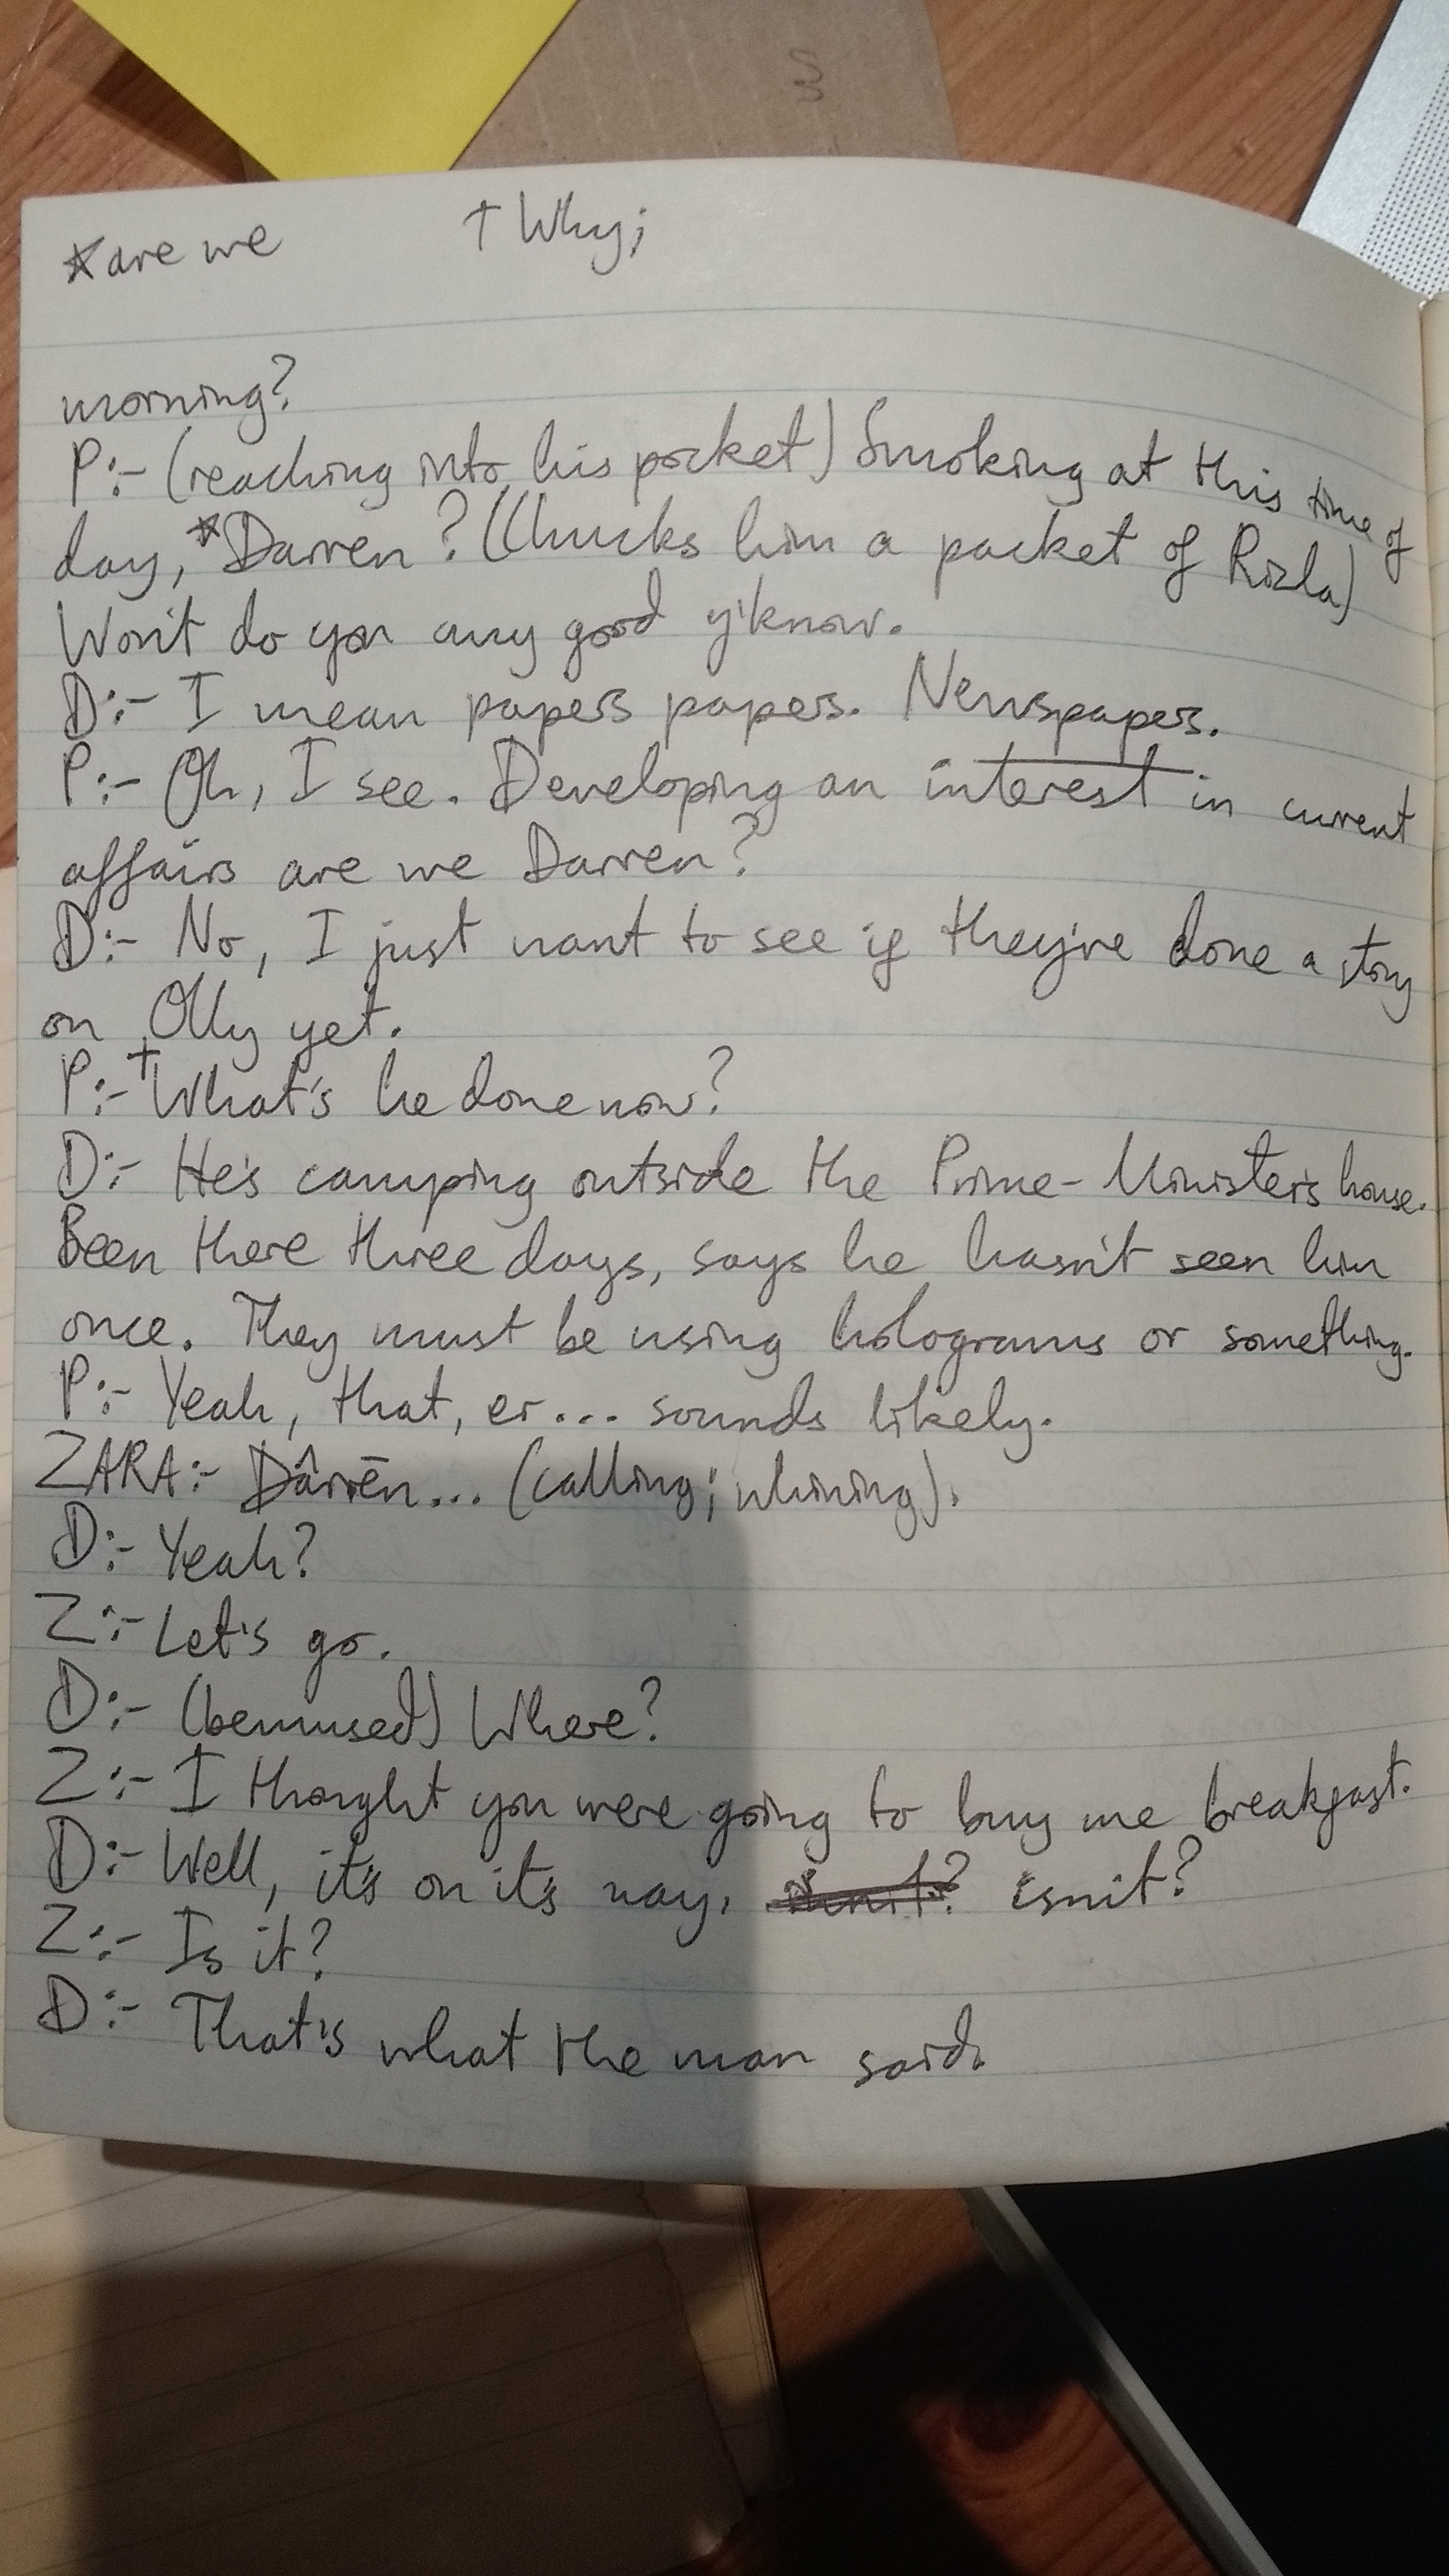 *are we †Why;
morning?
P:- (reaching into his pocket) Smoking at this time of
day, *Darren? (Chucks him a packet of Rizla)
Won't do you any good y'know.
D:- I mean papers papers. Newspapers.
P:- Oh, I see. Developing an interest in current
affairs are we Darren?
D:- No, I just want to see if they've done a story
on Olly yet.
P:- †What's he done now?
D:- He's camping outside the Prime-Minister's house.
Been there three days, says he hasn't seen him
once. They must be using holograms or something.
P:- Yeah, that, er... sounds likely.
ZARA:- Dârrēn... (calling; whining).
D:- Yeah?
Z:- Let's go.
D:- (bemused) Where?
Z:- I thought you were going to buy me breakfast.
D:- Well, it's on it's way, isn't?
Z:- Is it?
D:- That's what the man said.